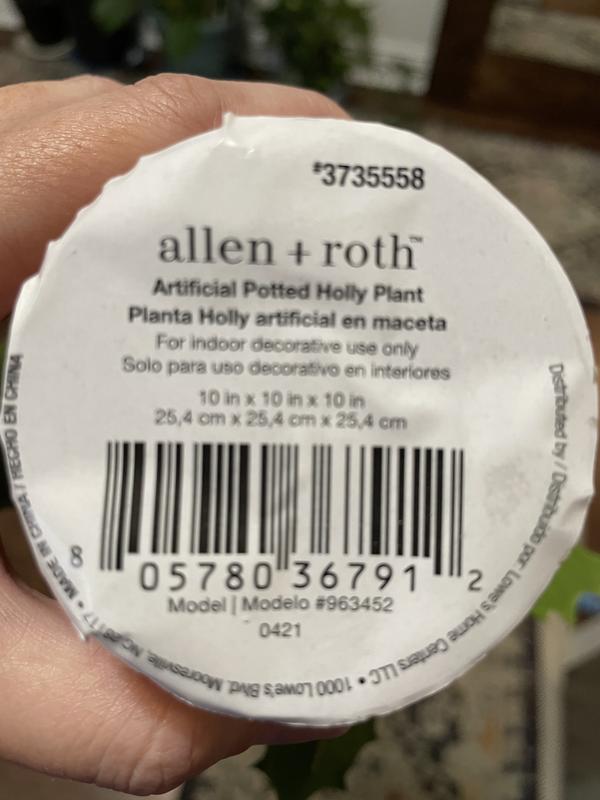 #3735558
allen + roth™
Artificial Potted Holly Plant
Planta Holly artificial en maceta
For indoor decorative use only
Solo para uso decorativo en interiores
10 in x 10 in x 10 in
25,4 cm x 25,4 cm x 25,4 cm
8 05780 36791 2
Model | Modelo #963452
0421
Distributed by / Distribuido por: Lowe's Home Centers LLC • 1000 Lowe's Blvd. Mooresville, NC 28117 • MADE IN CHINA / HECHO EN CHINA